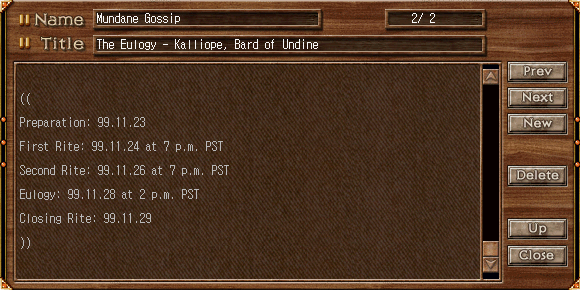 Name Mundane Gossip 2/ 2
Title The Eulogy - Kalliope, Bard of Undine
Prev
Next
New
Delete
Up
Close
((
Preparation: 99.11.23
First Rite: 99.11.24 at 7 p.m. PST
Second Rite: 99.11.26 at 7 p.m. PST
Eulogy: 99.11.28 at 2 p.m. PST
Closing Rite: 99.11.29
))